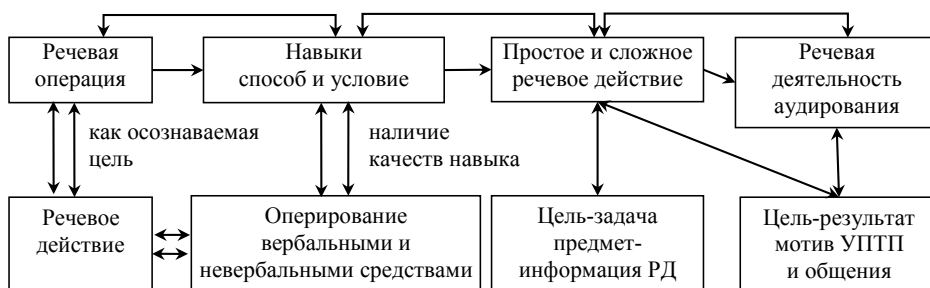 Речевая
операция
Навыки
способ и условие
Простое и сложное
речевое действие
Речевая
деятельность
аудирования
как осознаваемая
цель
наличие
качеств навыка
Речевое
действие
Оперирование
вербальными и
невербальными средствами
Цель-задача
предмет-
информация РД
Цель-результат
мотив УПТП
и общения